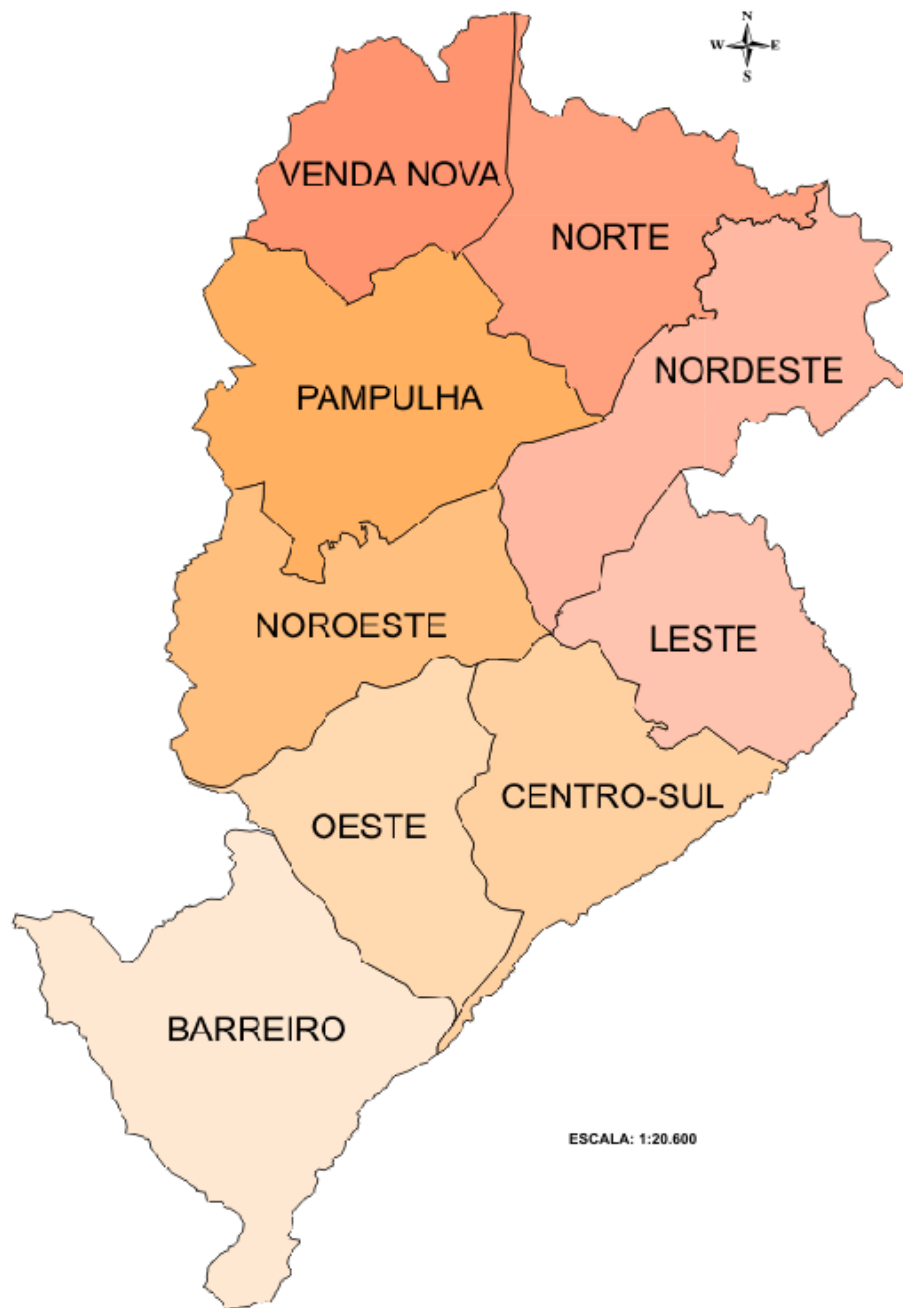 N
W E
S
VENDA NOVA
NORTE
NORDESTE
PAMPULHA
NOROESTE
LESTE
CENTRO-SUL
OESTE
BARREIRO
ESCALA: 1:20.600